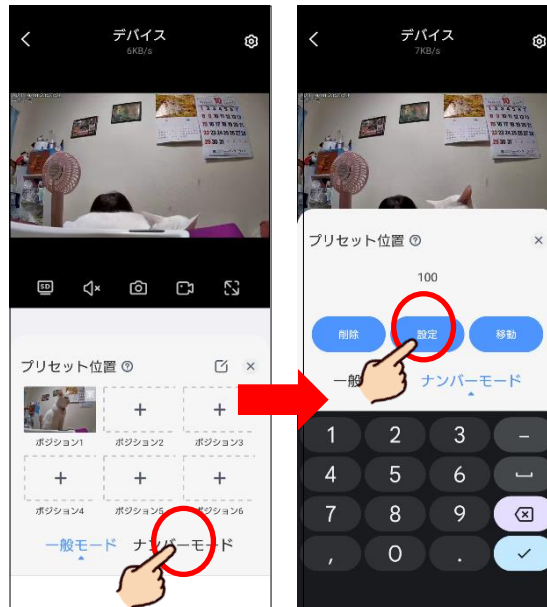 デバイス
6KB/s
SD
プリセット位置 ?
ポジション1
ポジション2
ポジション3
ポジション4
ポジション5
ポジション6
一般モード
ナンバーモード
デバイス
7KB/s
プリセット位置 ?
100
削除
設定
移動
一般
ナンバーモード
1 2 3 -
4 5 6
7 8 9
, 0 .